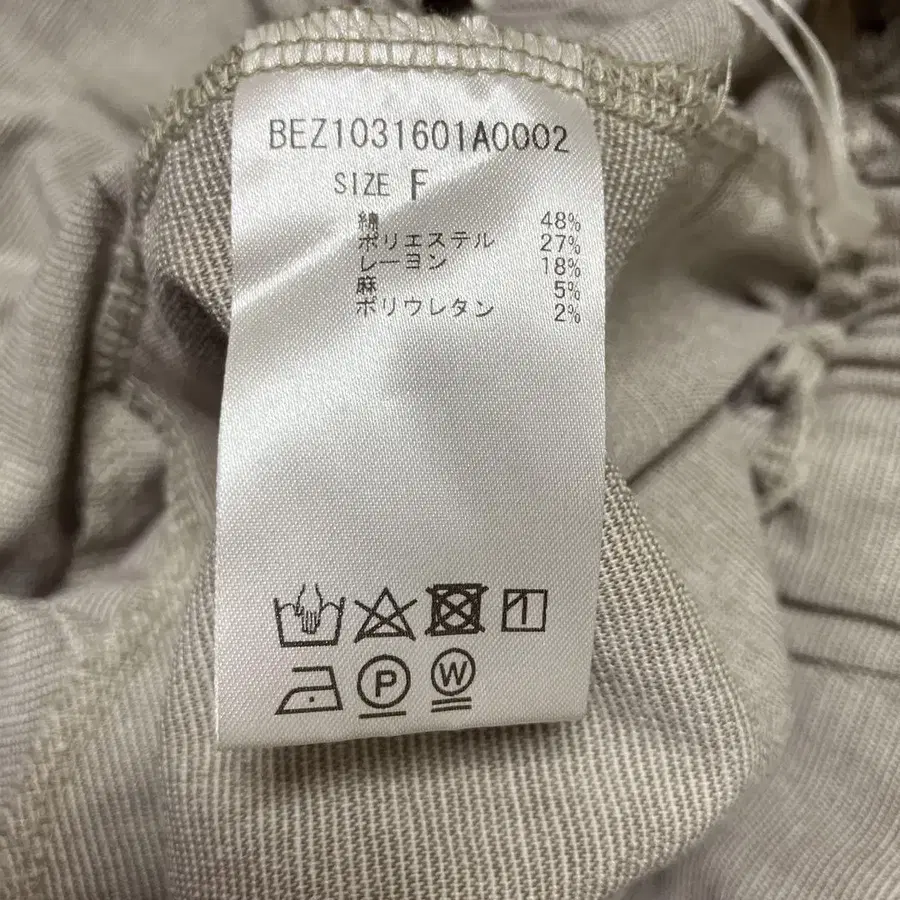 BEZ1031601A0002
SIZE F
綿 48%
ポリエステル 27%
レーヨン 18%
麻 5%
ポリウレタン 2%
P W